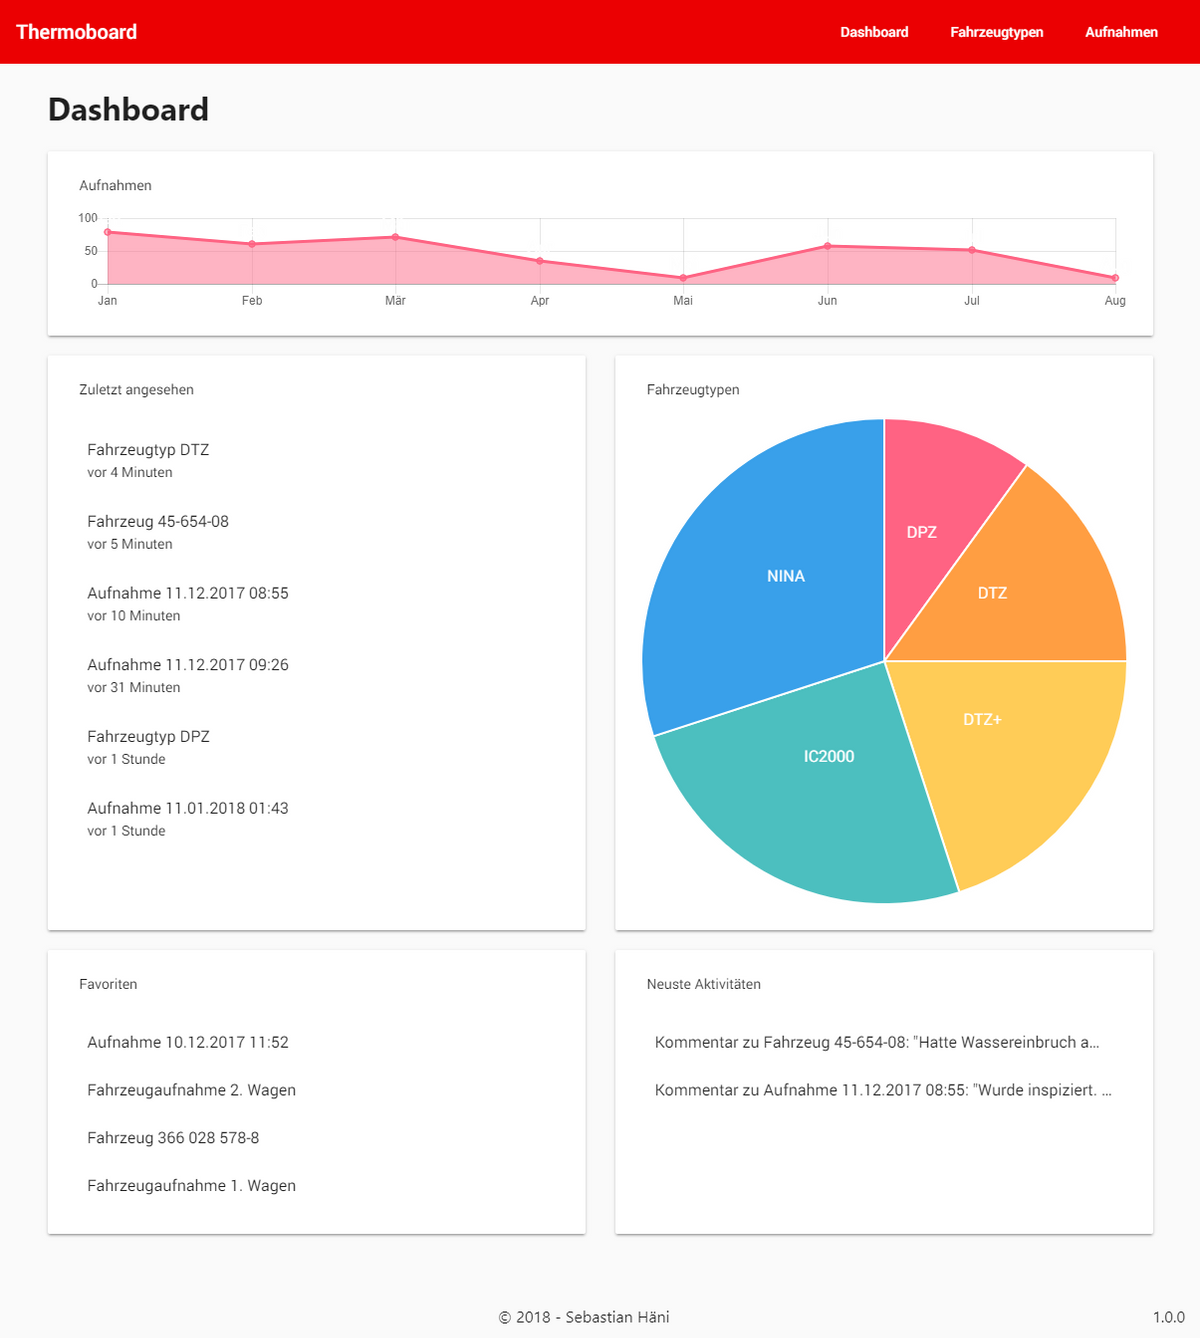 Thermoboard
Dashboard Fahrzeugtypen Aufnahmen
Dashboard
Aufnahmen
100
50
0
Jan Feb Mär Apr Mai Jun Jul Aug
Zuletzt angesehen
Fahrzeugtyp DTZ
vor 4 Minuten
Fahrzeug 45-654-08
vor 5 Minuten
Aufnahme 11.12.2017 08:55
vor 10 Minuten
Aufnahme 11.12.2017 09:26
vor 31 Minuten
Fahrzeugtyp DPZ
vor 1 Stunde
Aufnahme 11.01.2018 01:43
vor 1 Stunde
Fahrzeugtypen
DPZ
NINA
DTZ
DTZ+
IC2000
Favoriten
Aufnahme 10.12.2017 11:52
Fahrzeugaufnahme 2. Wagen
Fahrzeug 366 028 578-8
Fahrzeugaufnahme 1. Wagen
Neuste Aktivitäten
Kommentar zu Fahrzeug 45-654-08: "Hatte Wassereinbruch a...
Kommentar zu Aufnahme 11.12.2017 08:55: "Wurde inspiziert. ...
© 2018 - Sebastian Häni
1.0.0